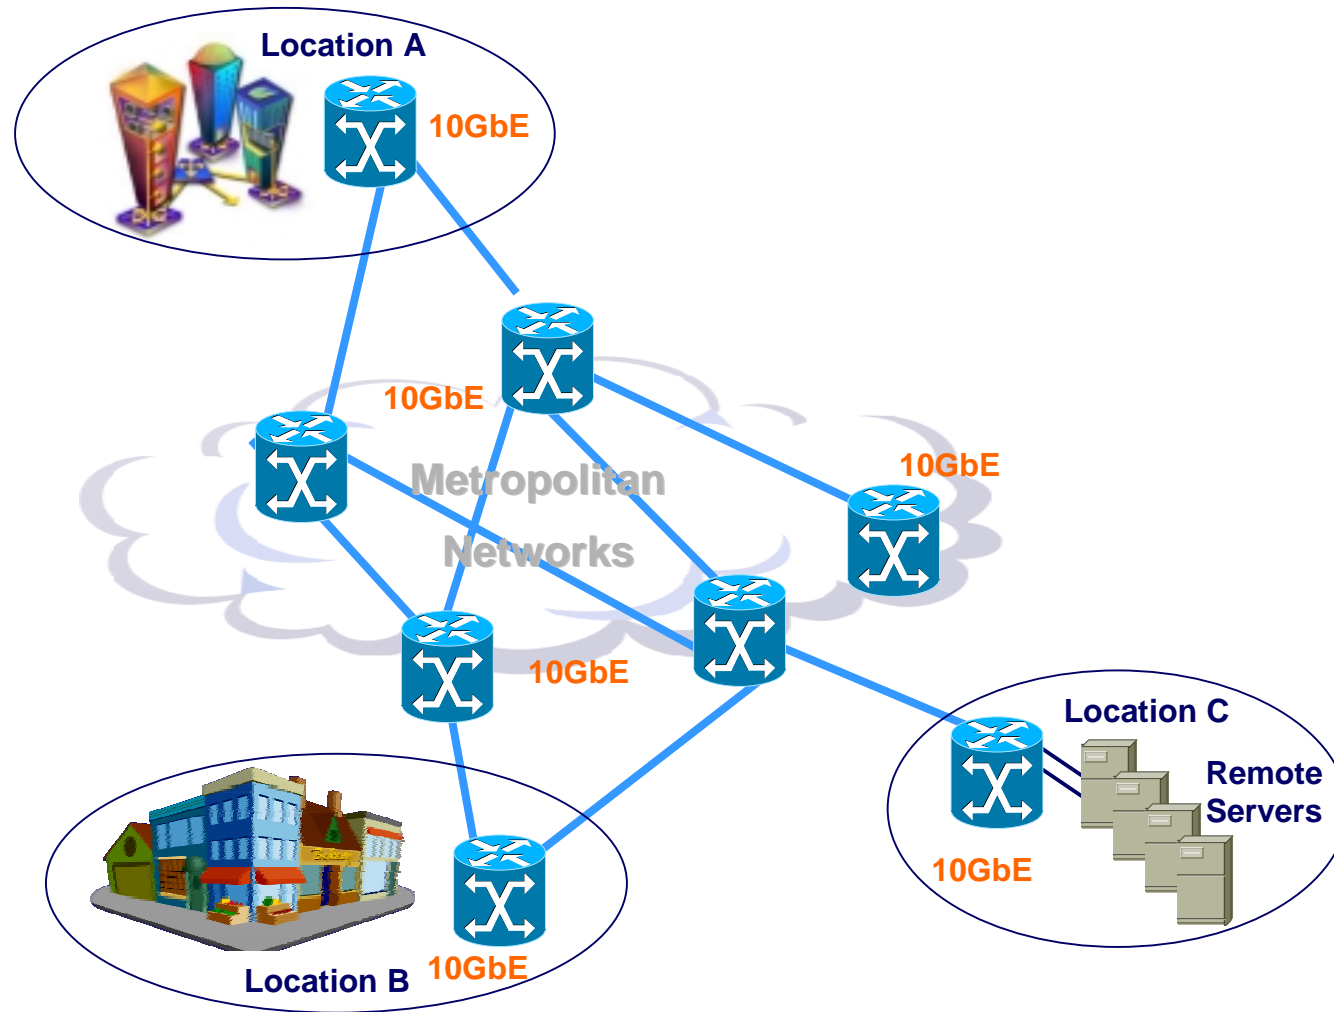 Location A
10GbE
10GbE
10GbE
Metropolitan
Networks
10GbE
Location C
Remote
Servers
10GbE
10GbE
Location B